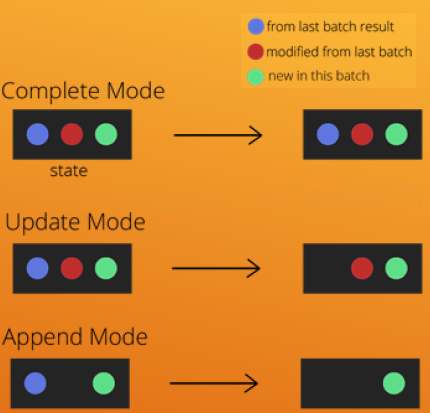 from last batch result
modified from last batch
new in this batch
Complete Mode
state
Update Mode
Append Mode